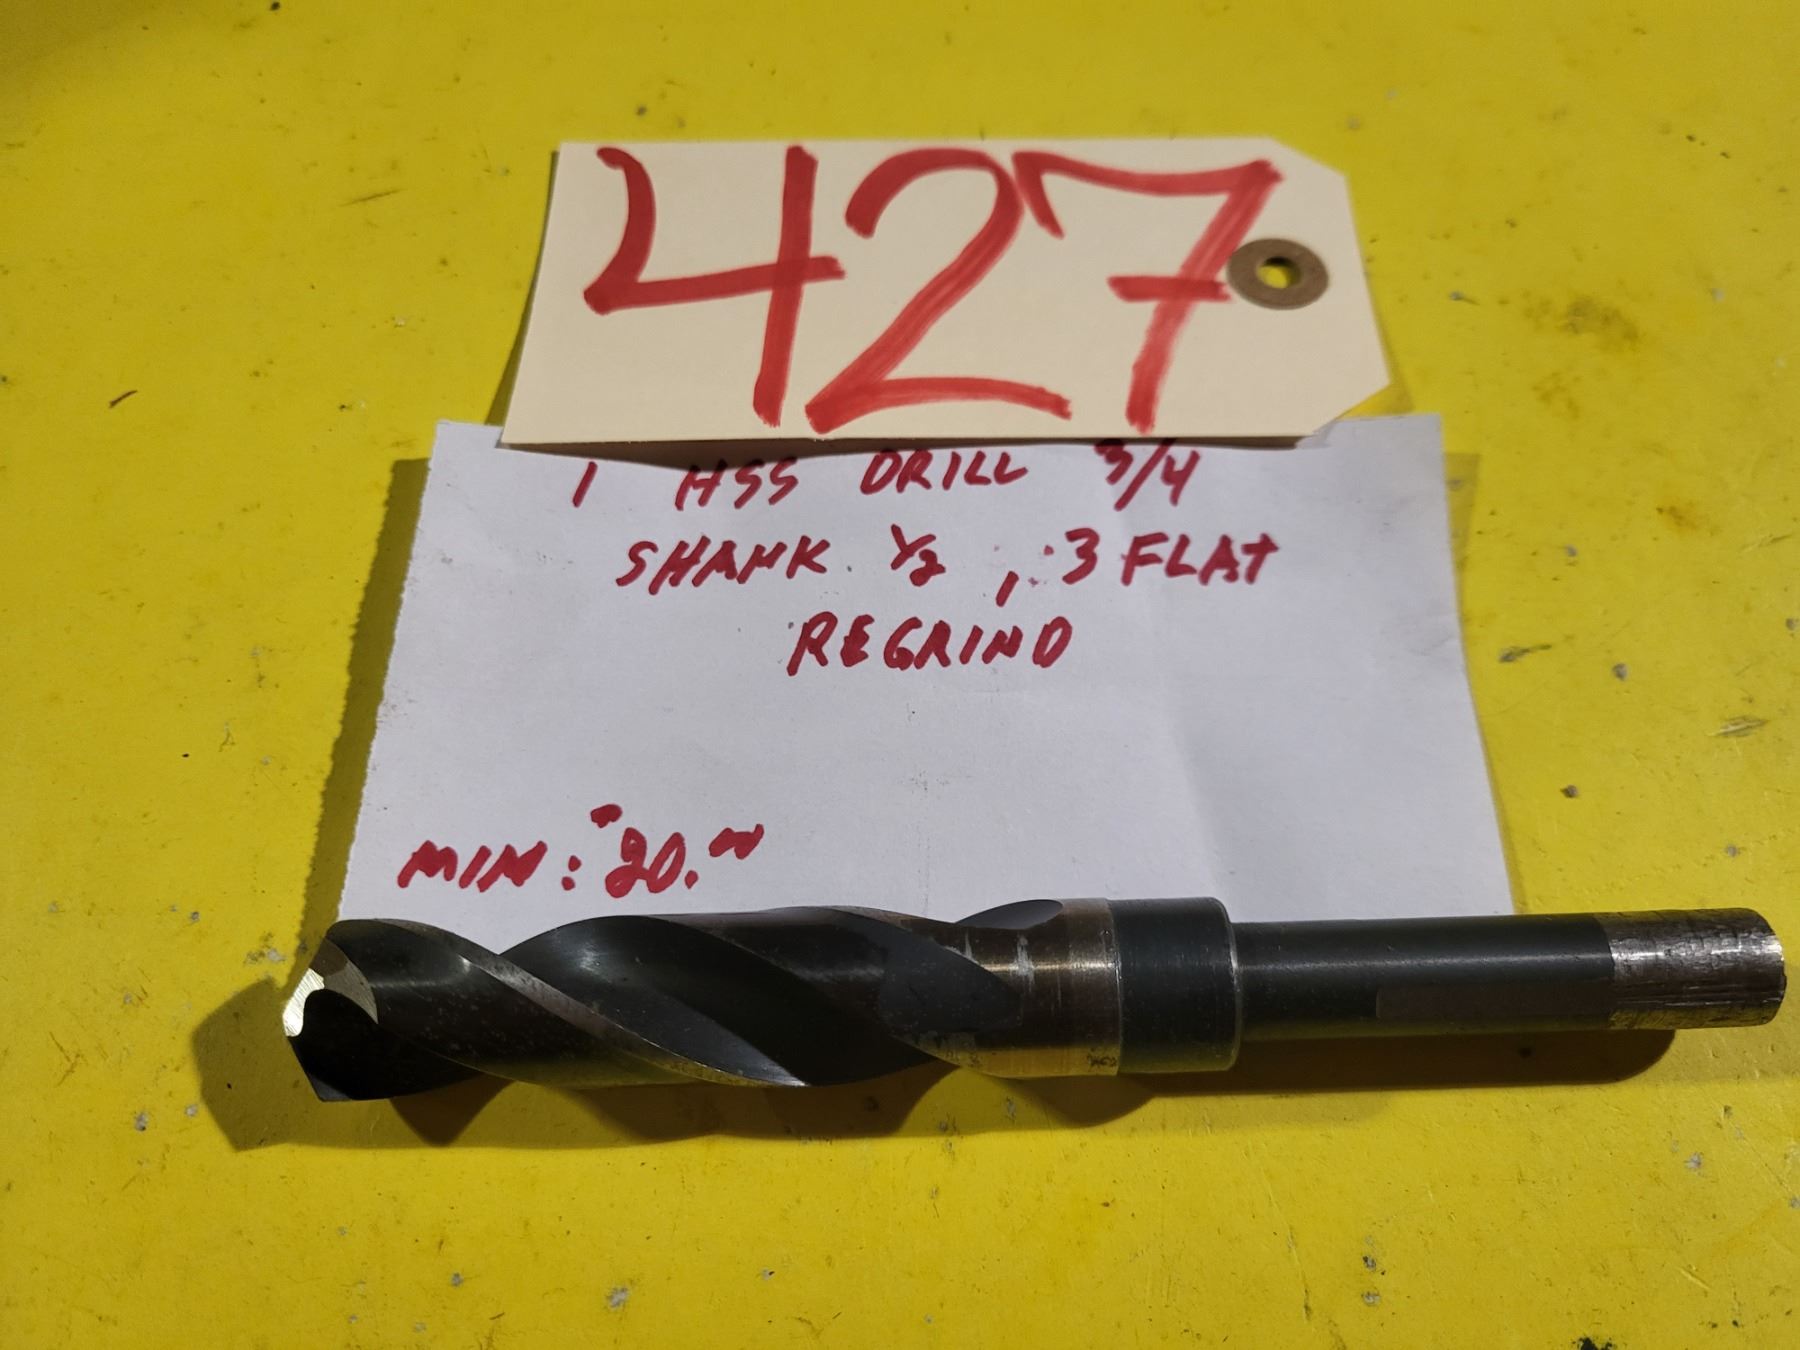 427
1 HSS DRILL 3/4
SHANK 1/2, 3 FLAT
REGRIND
MIN: 20.